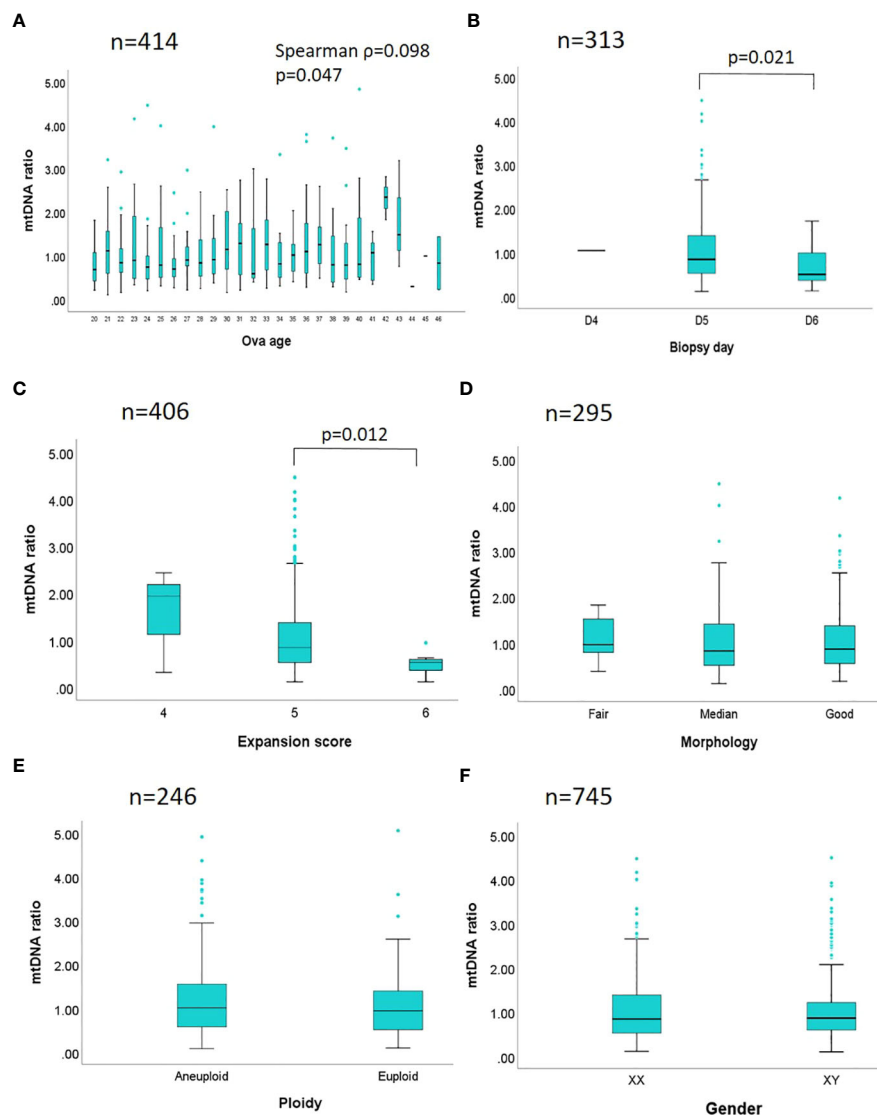 A
n=414
Spearman ρ=0.098
p=0.047
5.00
4.00
3.00
2.00
1.00
.00
mtDNA ratio
20 21 22 23 24 25 26 27 28 29 30 31 32 33 34 35 36 37 38 39 40 41 42 43 44 45 46
Ova age
B
n=313
p=0.021
5.00
4.00
3.00
2.00
1.00
.00
mtDNA ratio
D4 D5 D6
Biopsy day
C
n=406
p=0.012
5.00
4.00
3.00
2.00
1.00
.00
mtDNA ratio
4 5 6
Expansion score
D
n=295
5.00
4.00
3.00
2.00
1.00
.00
mtDNA ratio
Fair Median Good
Morphology
E
n=246
5.00
4.00
3.00
2.00
1.00
.00
mtDNA ratio
Aneuploid Euploid
Ploidy
F
n=745
5.00
4.00
3.00
2.00
1.00
.00
mtDNA ratio
XX XY
Gender